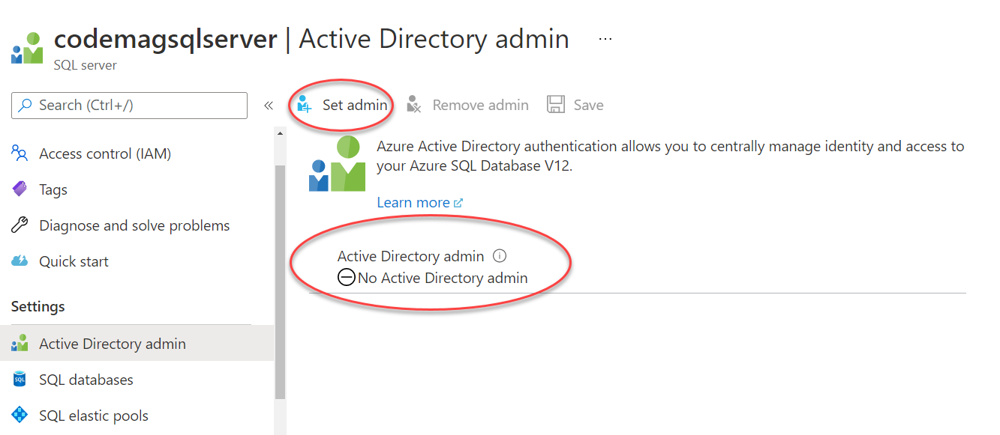 codemagsqlserver | Active Directory admin ...
SQL server
Search (Ctrl+/)
«
Set admin
Remove admin
Save
Access control (IAM)
Tags
Diagnose and solve problems
Quick start
Settings
Active Directory admin
SQL databases
SQL elastic pools
Azure Active Directory authentication allows you to centrally manage identity and access to
your Azure SQL Database V12.
Learn more
Active Directory admin
No Active Directory admin